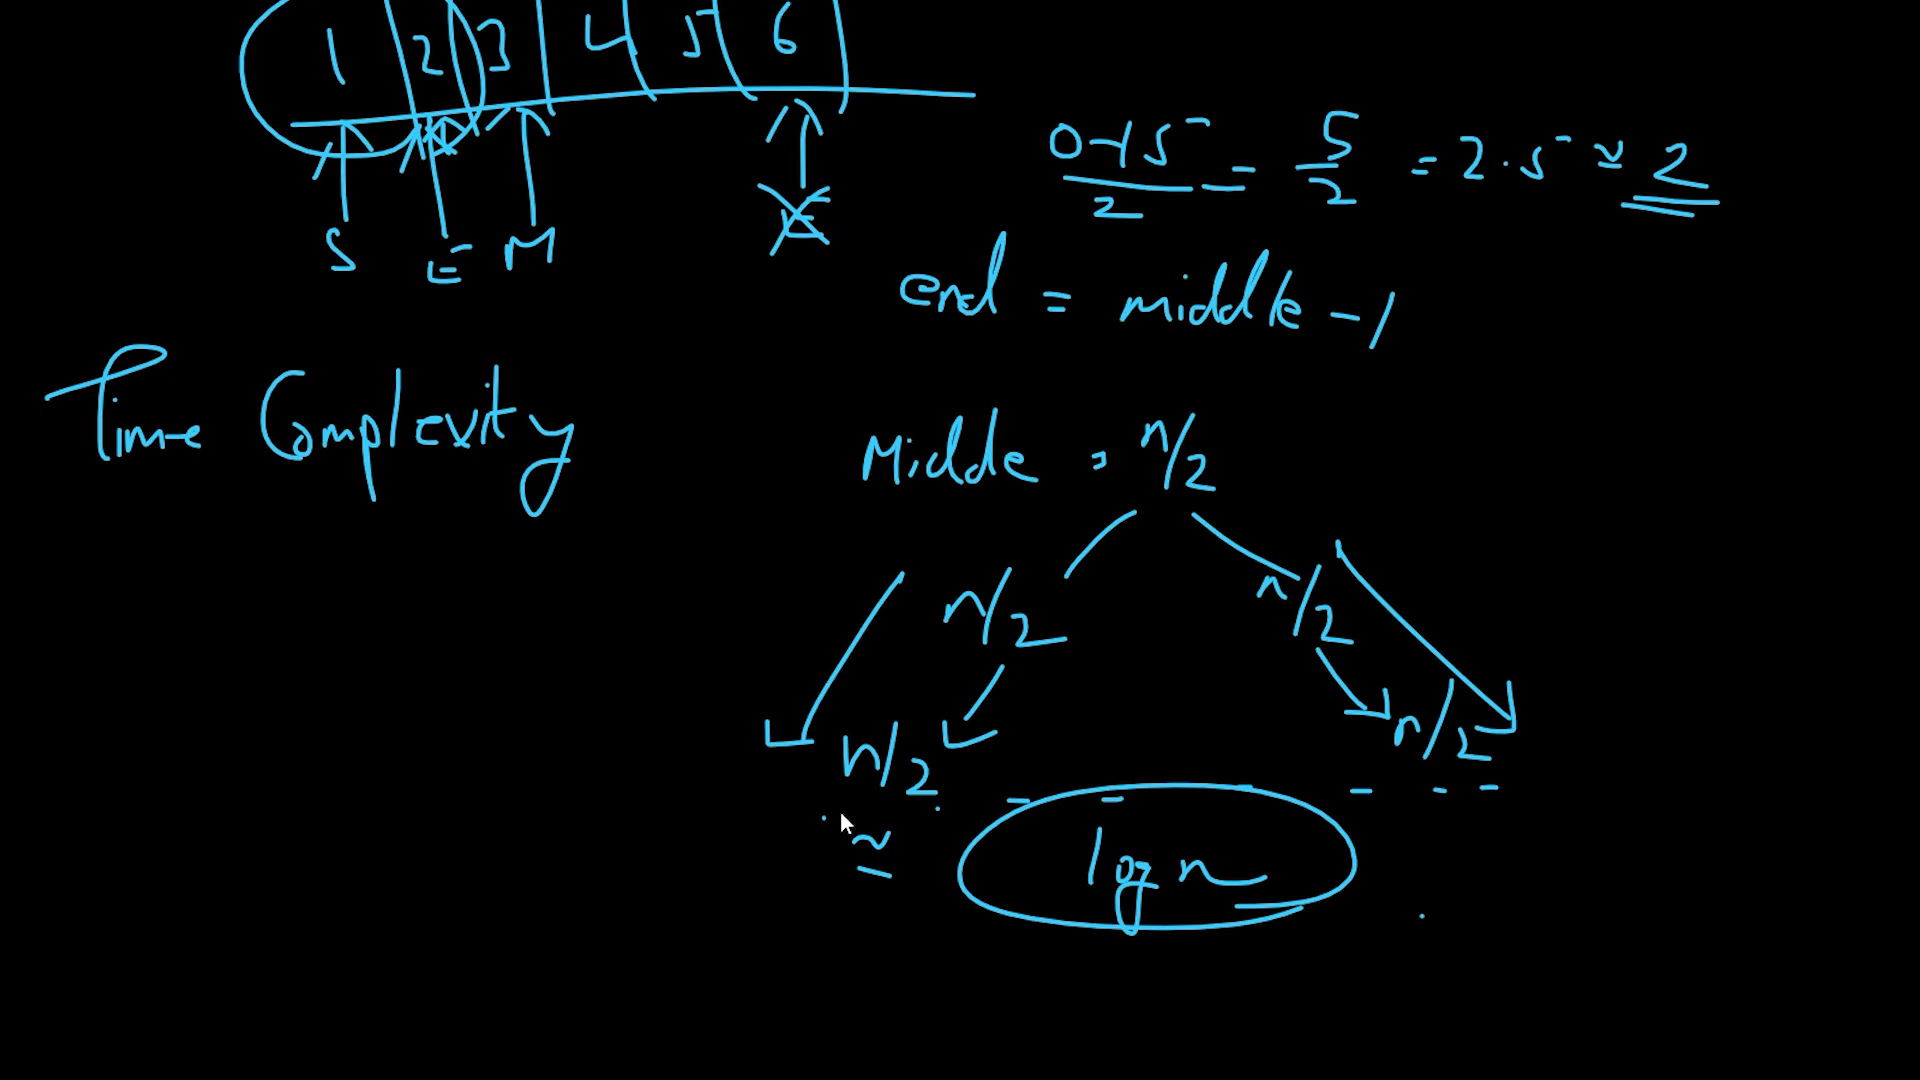 1 2 3 4 5 6
0+5/2 = 5/2 = 2.5 ≈ 2
S E M E
end = middle - 1
Time Complexity
Middle = n/2
n/2 n/2
n/2 n/2
≈ log n